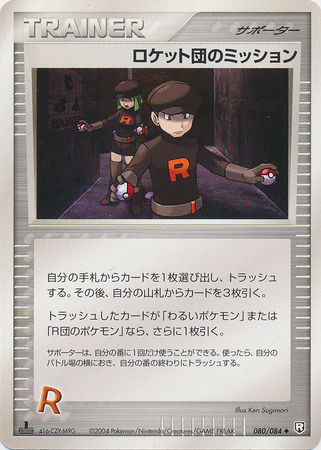 TRAINER
サポーター
ロケット団のミッション
R
R
自分の手札からカードを1枚選び出し、トラッシュ
する。その後、自分の山札からカードを3枚引く。
トラッシュしたカードが「わるいポケモン」または
「R団のポケモン」なら、さらに1枚引く。
サポーターは、自分の番に1回だけ使うことができる。使ったら、自分の
バトル場の横におき、自分の番の終わりにトラッシュする。
R
Illus.Ken Sugimori
1
416-CZY-M9G ©2004 Pokémon/Nintendo/Creatures/GAME FREAK 080/084 ◆ R